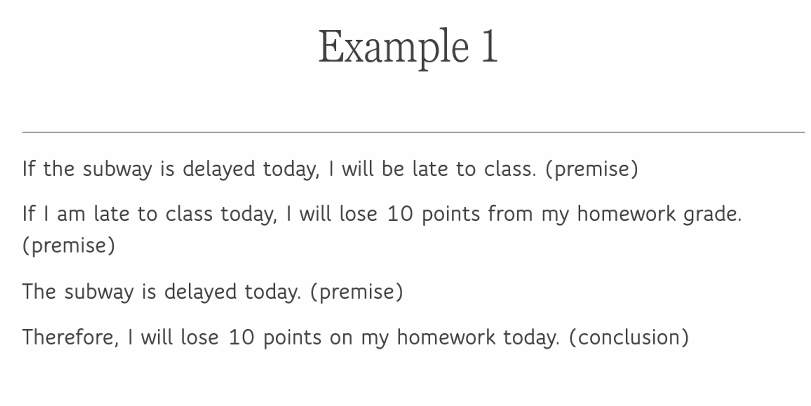 Example 1
If the subway is delayed today, I will be late to class. (premise)
If I am late to class today, I will lose 10 points from my homework grade.
(premise)
The subway is delayed today. (premise)
Therefore, I will lose 10 points on my homework today. (conclusion)